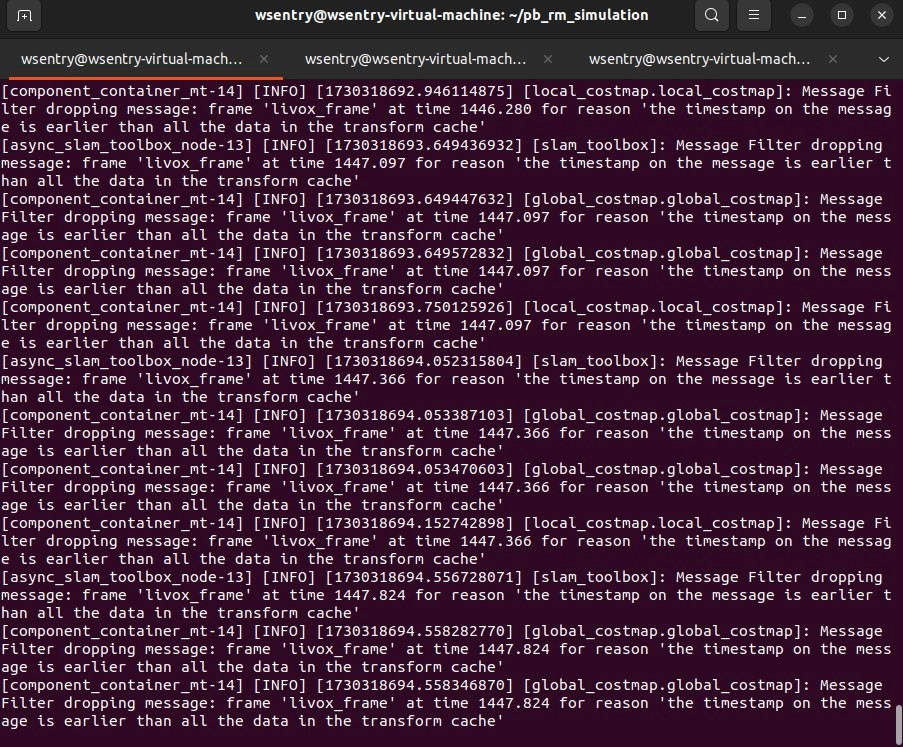 wsentry@wsentry-virtual-machine: ~/pb_rm_simulation
wsentry@wsentry-virtual-mach... × wsentry@wsentry-virtual-mach... × wsentry@wsentry-virtual-mach... ×
[component_container_mt-14] [INFO] [1730318692.946114875] [local_costmap.local_costmap]: Message Fi
lter dropping message: frame 'livox_frame' at time 1446.280 for reason 'the timestamp on the messag
e is earlier than all the data in the transform cache'
[async_slam_toolbox_node-13] [INFO] [1730318693.649436932] [slam_toolbox]: Message Filter dropping
message: frame 'livox_frame' at time 1447.097 for reason 'the timestamp on the message is earlier t
han all the data in the transform cache'
[component_container_mt-14] [INFO] [1730318693.649447632] [global_costmap.global_costmap]: Message
Filter dropping message: frame 'livox_frame' at time 1447.097 for reason 'the timestamp on the mess
age is earlier than all the data in the transform cache'
[component_container_mt-14] [INFO] [1730318693.649572832] [global_costmap.global_costmap]: Message
Filter dropping message: frame 'livox_frame' at time 1447.097 for reason 'the timestamp on the mess
age is earlier than all the data in the transform cache'
[component_container_mt-14] [INFO] [1730318693.750125926] [local_costmap.local_costmap]: Message Fi
lter dropping message: frame 'livox_frame' at time 1447.097 for reason 'the timestamp on the messag
e is earlier than all the data in the transform cache'
[async_slam_toolbox_node-13] [INFO] [1730318694.052315804] [slam_toolbox]: Message Filter dropping
message: frame 'livox_frame' at time 1447.366 for reason 'the timestamp on the message is earlier t
han all the data in the transform cache'
[component_container_mt-14] [INFO] [1730318694.053387103] [global_costmap.global_costmap]: Message
Filter dropping message: frame 'livox_frame' at time 1447.366 for reason 'the timestamp on the mess
age is earlier than all the data in the transform cache'
[component_container_mt-14] [INFO] [1730318694.053470603] [global_costmap.global_costmap]: Message
Filter dropping message: frame 'livox_frame' at time 1447.366 for reason 'the timestamp on the mess
age is earlier than all the data in the transform cache'
[component_container_mt-14] [INFO] [1730318694.152742898] [local_costmap.local_costmap]: Message Fi
lter dropping message: frame 'livox_frame' at time 1447.366 for reason 'the timestamp on the messag
e is earlier than all the data in the transform cache'
[async_slam_toolbox_node-13] [INFO] [1730318694.556728071] [slam_toolbox]: Message Filter dropping
message: frame 'livox_frame' at time 1447.824 for reason 'the timestamp on the message is earlier t
han all the data in the transform cache'
[component_container_mt-14] [INFO] [1730318694.558282770] [global_costmap.global_costmap]: Message
Filter dropping message: frame 'livox_frame' at time 1447.824 for reason 'the timestamp on the mess
age is earlier than all the data in the transform cache'
[component_container_mt-14] [INFO] [1730318694.558346870] [global_costmap.global_costmap]: Message
Filter dropping message: frame 'livox_frame' at time 1447.824 for reason 'the timestamp on the mess
age is earlier than all the data in the transform cache'